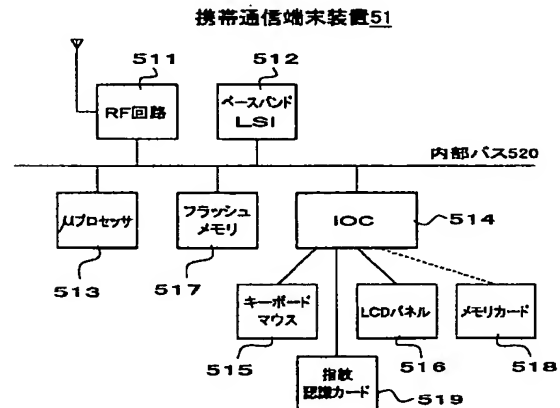 携帯通信端末装置51
511
512
RF回路
ベースバンド
LSI
内部バス520
μプロセッサ
フラッシュ
メモリ
IOC
514
513
517
キーボード
マウス
LCDパネル
メモリカード
515
516
518
指紋
認識カード
519